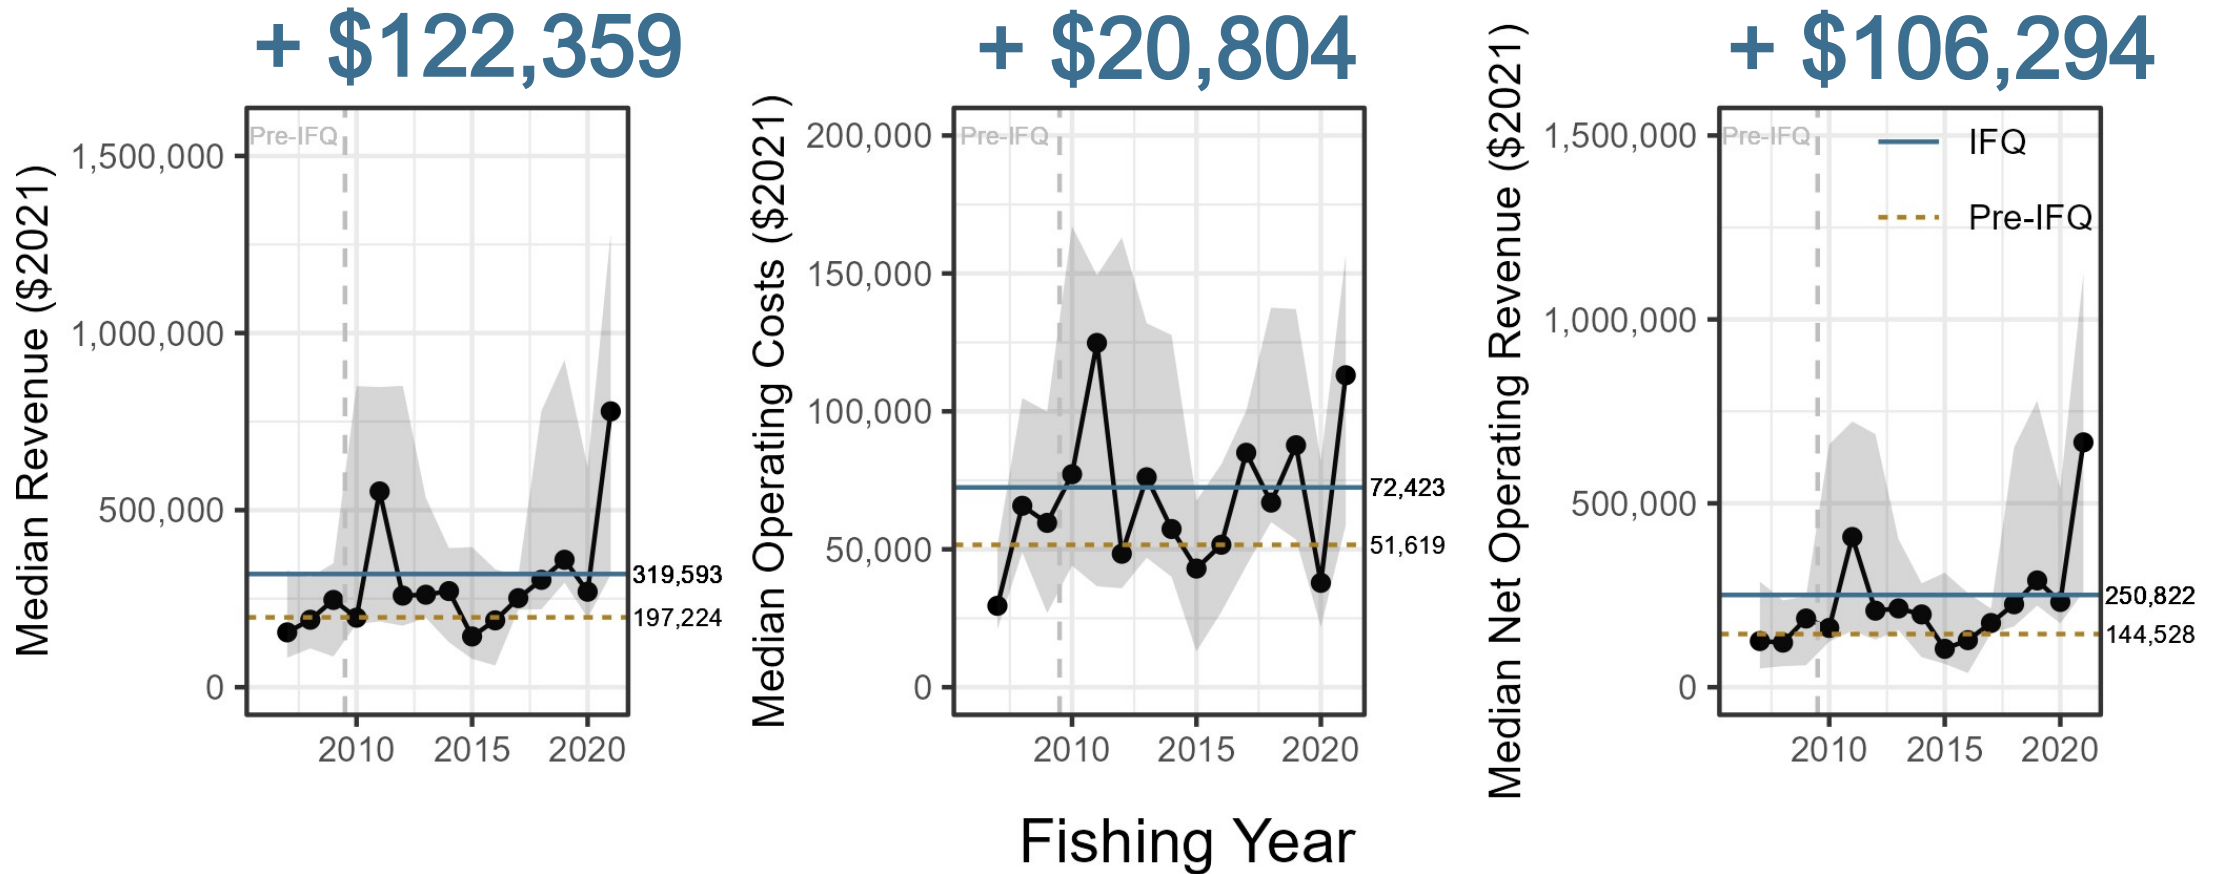 + $122,359
Median Revenue ($2021)
1,500,000
1,000,000
500,000
0
Pre-IFQ
319,593
197,224
2010 2015 2020
+ $20,804
Median Operating Costs ($2021)
200,000
150,000
100,000
50,000
0
Pre-IFQ
72,423
51,619
2010 2015 2020
+ $106,294
Median Net Operating Revenue ($2021)
1,500,000
1,000,000
500,000
0
Pre-IFQ
IFQ
Pre-IFQ
250,822
144,528
2010 2015 2020
Fishing Year